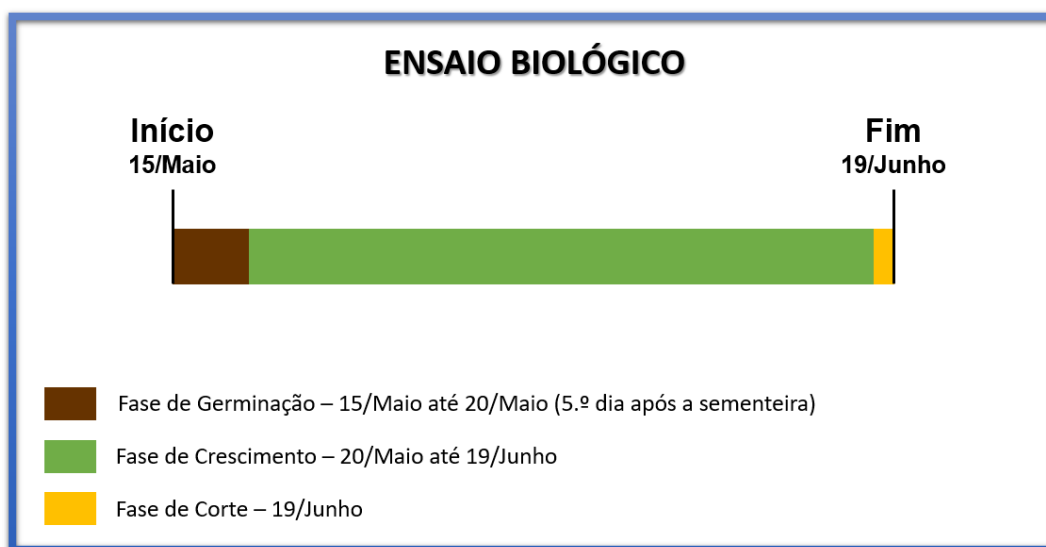 ENSAIO BIOLÓGICO
Início
15/Maio
Fim
19/Junho
Fase de Germinação – 15/Maio até 20/Maio (5.º dia após a sementeira)
Fase de Crescimento – 20/Maio até 19/Junho
Fase de Corte – 19/Junho